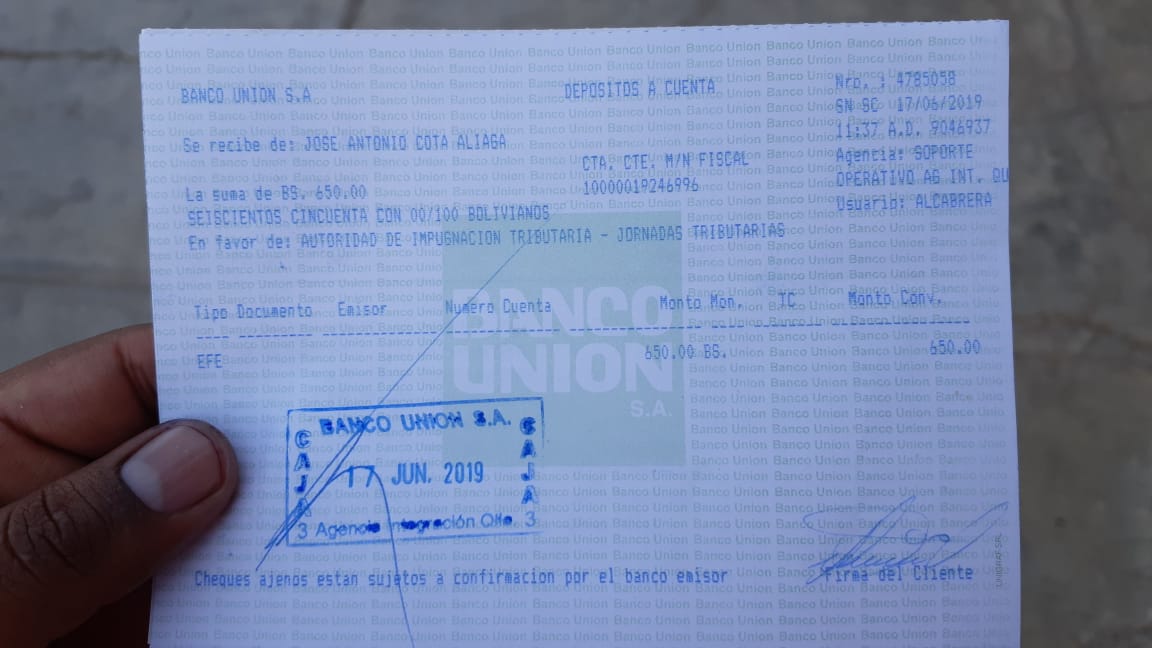 BANCO UNION S.A
DEPOSITOS A CUENTA
Nro. : 4785058
SN SC 17/06/2019
11:37 A.D. 9046937
Agencia: SOPORTE
OPERATIVO AG INT. QU
Usuario: ALCABRERA
Se recibe de: JOSE ANTONIO COTA ALIAGA
CTA. CTE. M/N FISCAL
10000019246996
La suma de BS. 650.00
SEISCIENTOS CINCUENTA CON 00/100 BOLIVIANOS
En favor de: AUTORIDAD DE IMPUGNACION TRIBUTARIA - JORNADAS TRIBUTARIAS
Tipo Documento Emisor Numero Cuenta Monto Mon. TC Monto Conv.
EFE 650.00 BS. 650.00
BANCO
UNION
S.A.
BANCO UNION S.A.
CAJA
17 JUN. 2019
CAJA
3 Agencia Integración Qllo. 3
Cheques ajenos estan sujetos a confirmacion por el banco emisor
Firma del Cliente
UNIGRAF SRL